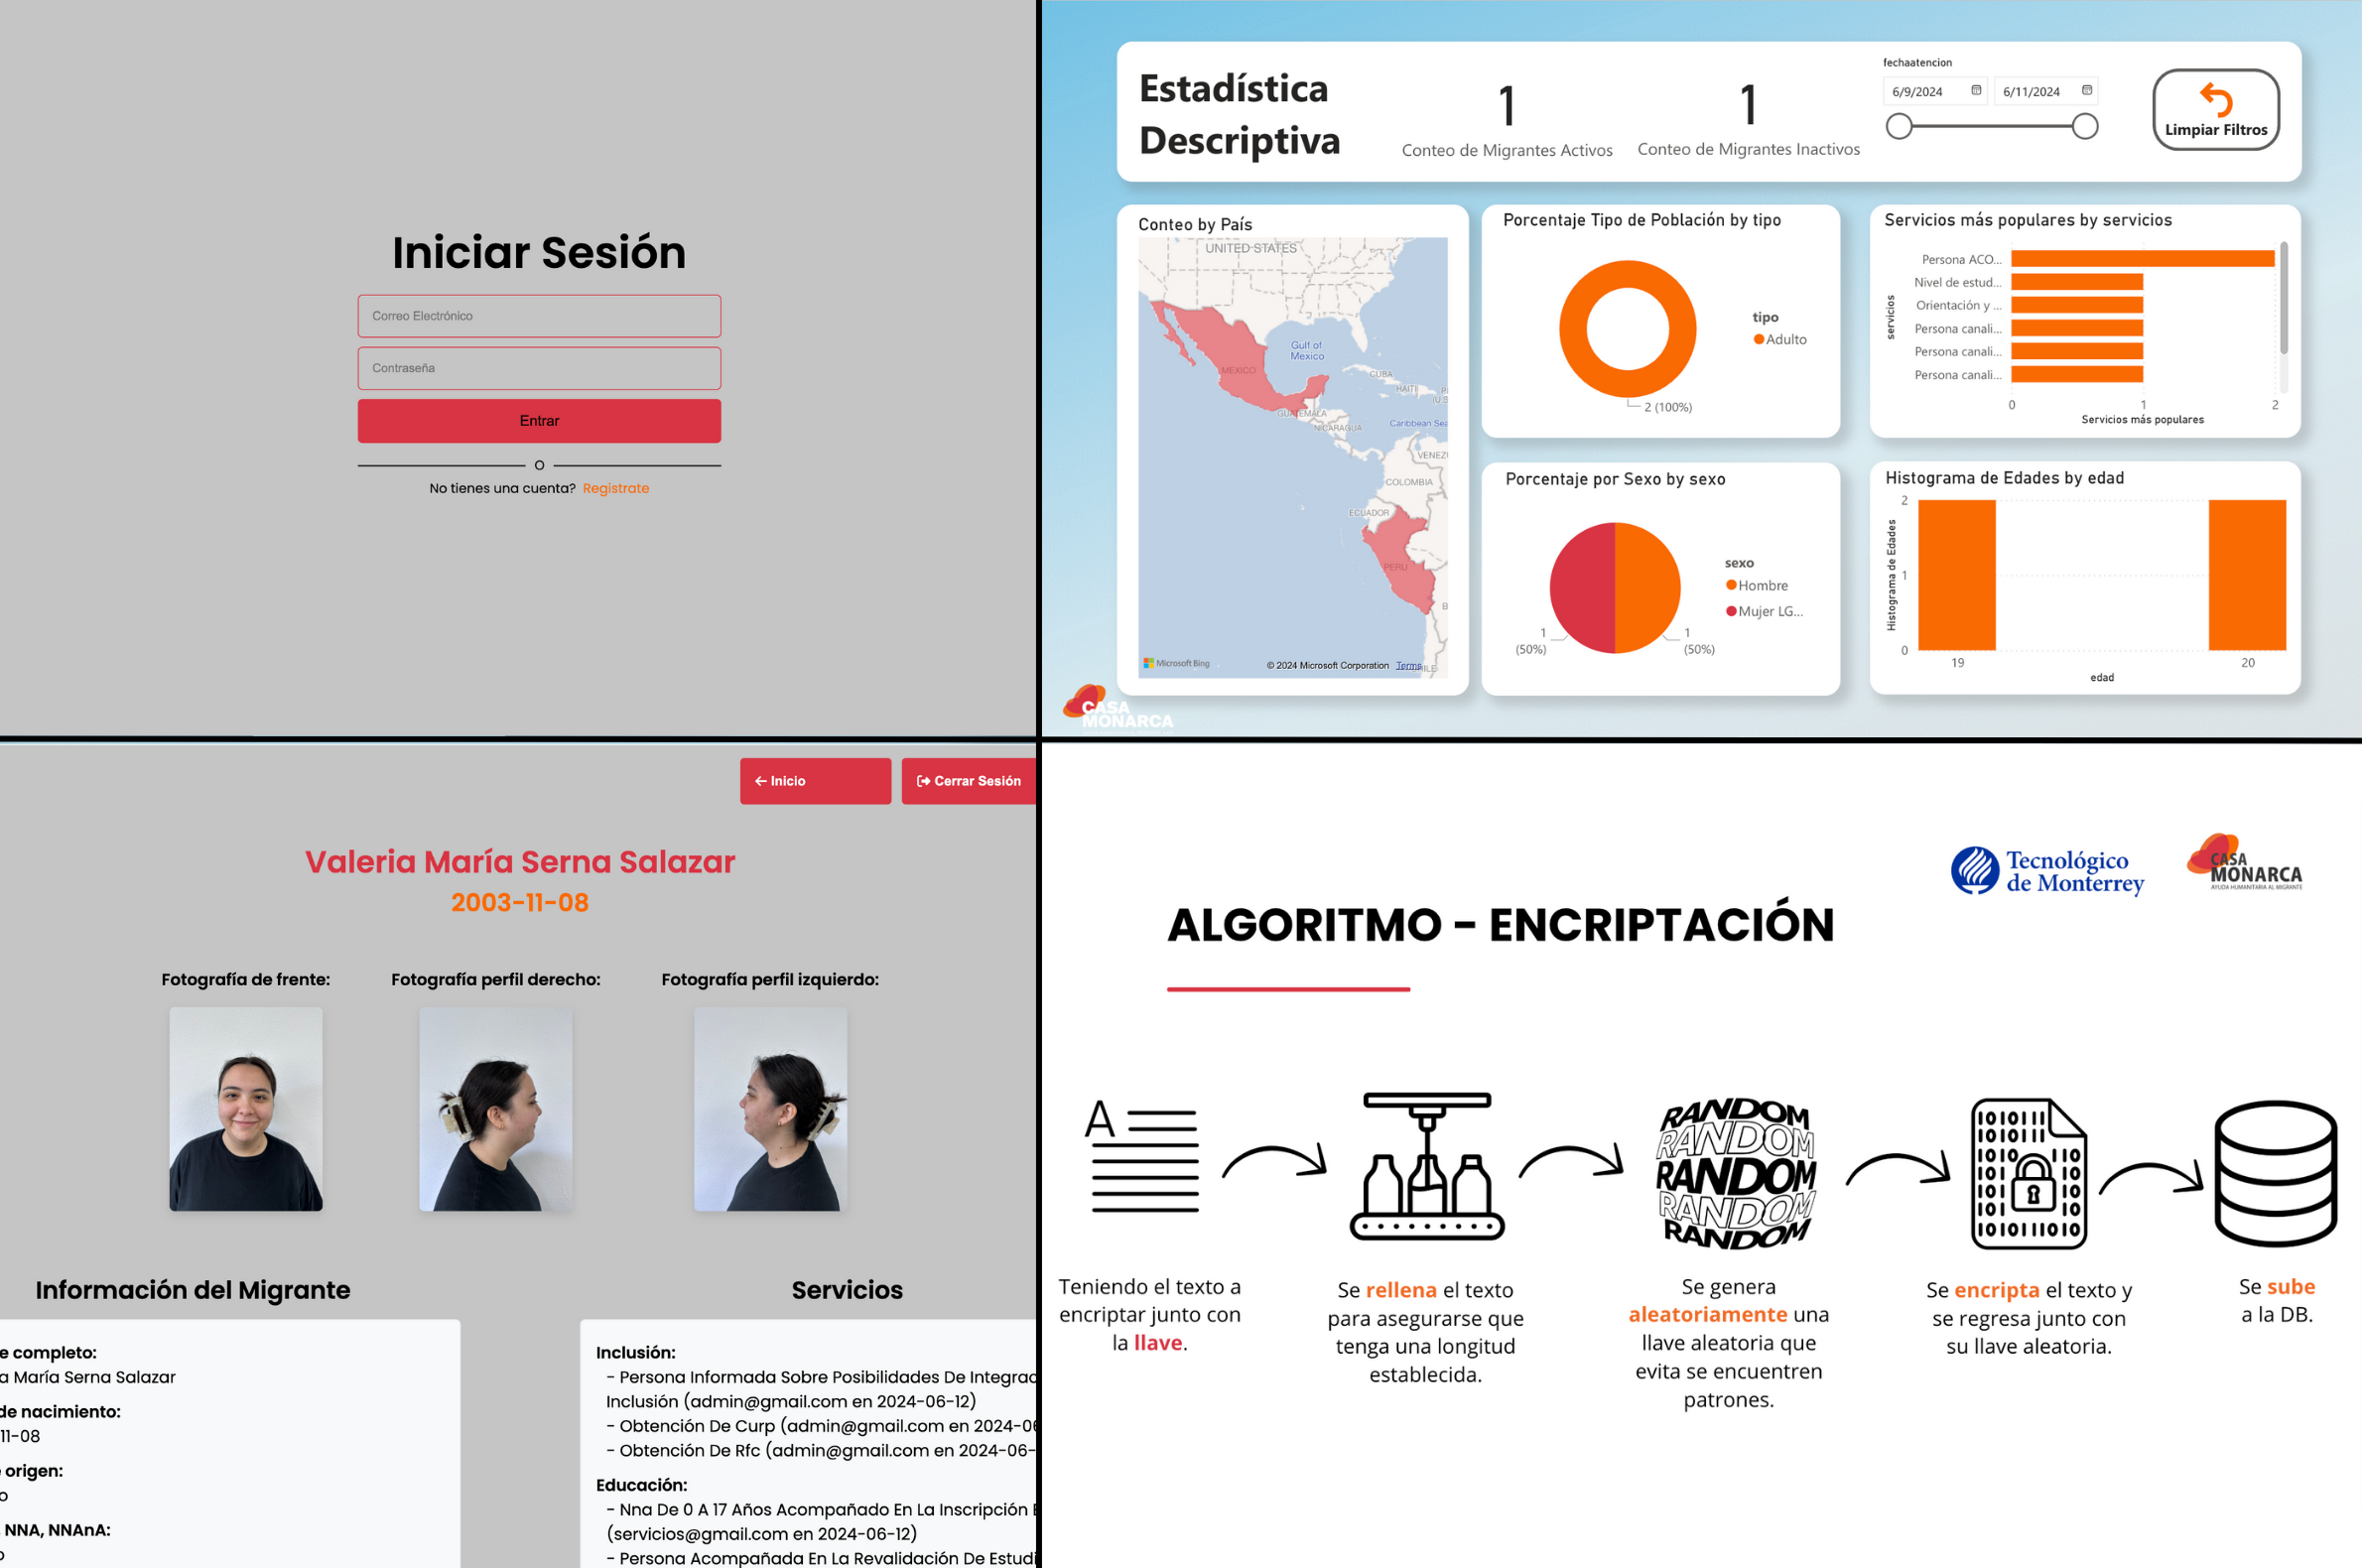 Iniciar Sesión
Correo Electrónico
Contraseña
Entrar
O
No tienes una cuenta? Registrate
Estadística
Descriptiva
1
Conteo de Migrantes Activos
1
Conteo de Migrantes Inactivos
fechaatencion
6/9/2024
6/11/2024
Limpiar Filtros
Conteo by País
UNITED STATES
Gulf of
Mexico
MEXICO
CUBA
HAITI
P
(U.S
GUATEMALA
NICARAGUA
Caribbean Sea
VENEZ
COLOMBIA
ECUADOR
PERU
B
Microsoft Bing
© 2024 Microsoft Corporation Terms
CHILE
Porcentaje Tipo de Población by tipo
tipo
Adulto
2 (100%)
Servicios más populares by servicios
servicios
Persona ACO...
Nivel de estud...
Orientación y ...
Persona canali...
Persona canali...
Persona canali...
0 1 2
Servicios más populares
Porcentaje por Sexo by sexo
sexo
Hombre
Mujer LG...
1
(50%)
1
(50%)
Histograma de Edades by edad
Histograma de Edades
2
1
0
19 20
edad
CASA
MONARCA
Inicio
Cerrar Sesión
Valeria María Serna Salazar
2003-11-08
Fotografía de frente:
Fotografía perfil derecho:
Fotografía perfil izquierdo:
Información del Migrante
e completo:
a María Serna Salazar
de nacimiento:
11-08
origen:
o
, NNA, NNAnA:
o
Servicios
Inclusión:
- Persona Informada Sobre Posibilidades De Integrac
Inclusión (admin@gmail.com en 2024-06-12)
- Obtención De Curp (admin@gmail.com en 2024-06
- Obtención De Rfc (admin@gmail.com en 2024-06-
Educación:
- Nna De 0 A 17 Años Acompañado En La Inscripción E
(servicios@gmail.com en 2024-06-12)
- Persona Acompañada En La Revalidación De Estudi
Tecnológico
de Monterrey
CASA
MONARCA
AYUDA HUMANITARIA AL MIGRANTE
ALGORITMO - ENCRIPTACIÓN
A
RANDOM
RANDOM
RANDOM
RANDOM
RANDOM
Teniendo el texto a
encriptar junto con
la llave.
Se rellena el texto
para asegurarse que
tenga una longitud
establecida.
Se genera
aleatoriamente una
llave aleatoria que
evita se encuentren
patrones.
Se encripta el texto y
se regresa junto con
su llave aleatoria.
Se sube
a la DB.